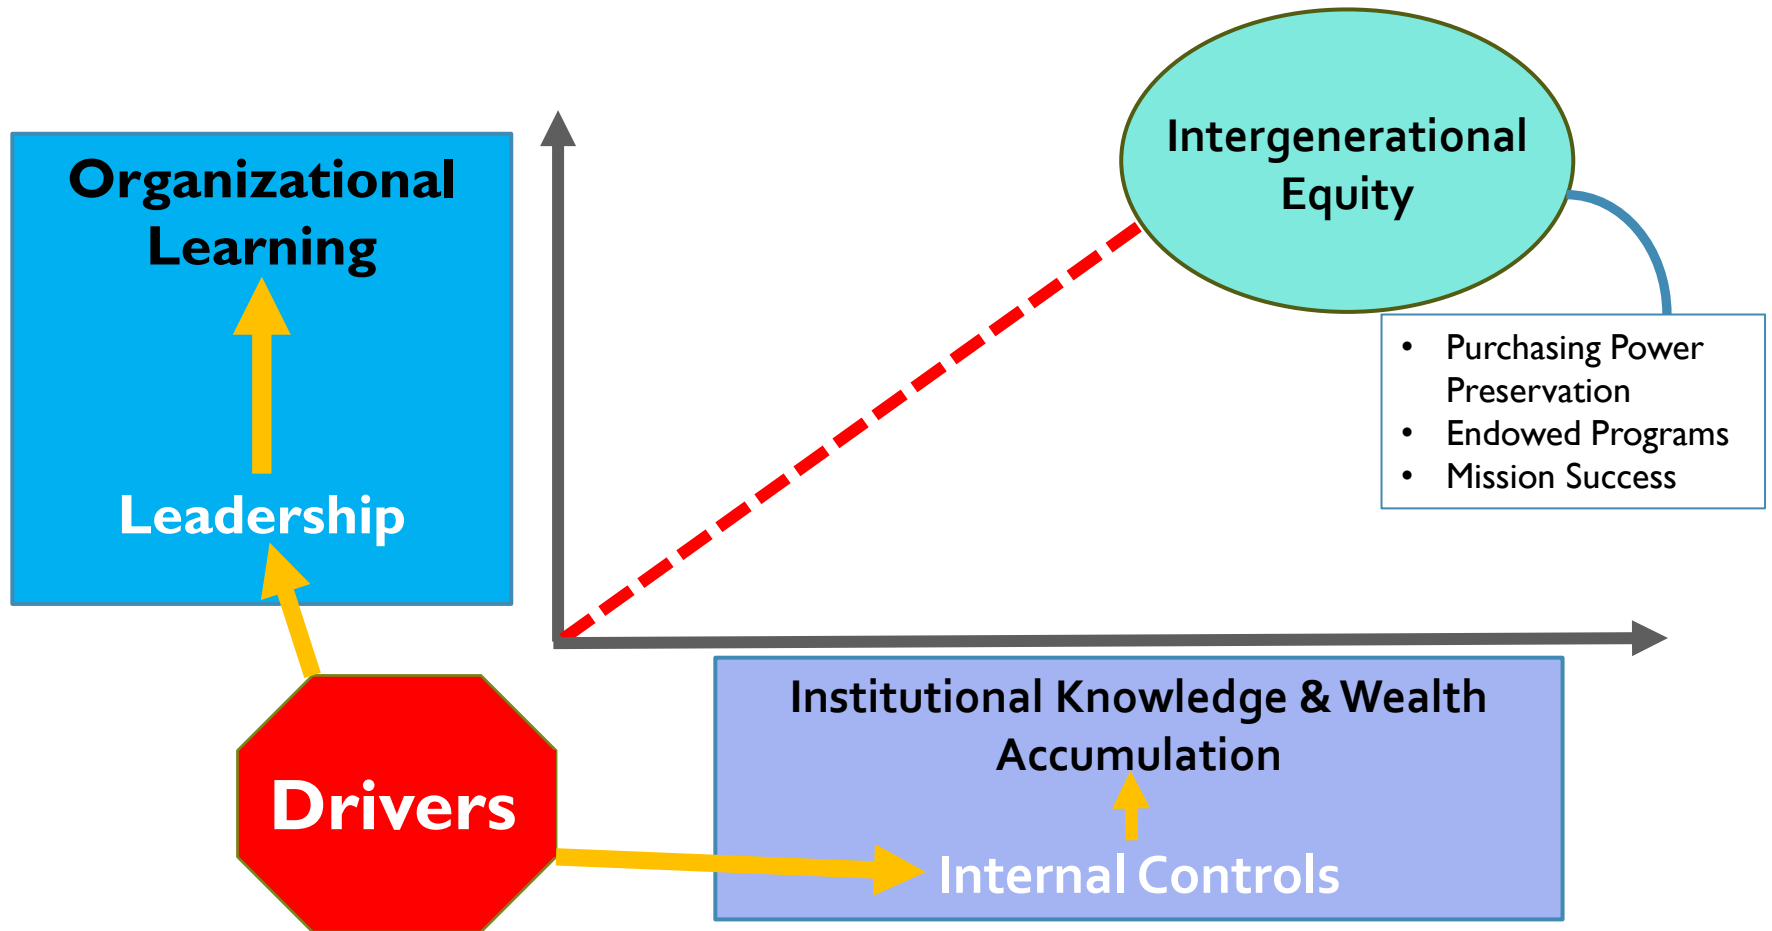 Organizational
Learning
Leadership
Drivers
Intergenerational
Equity
• Purchasing Power
Preservation
• Endowed Programs
• Mission Success
Institutional Knowledge & Wealth
Accumulation
Internal Controls